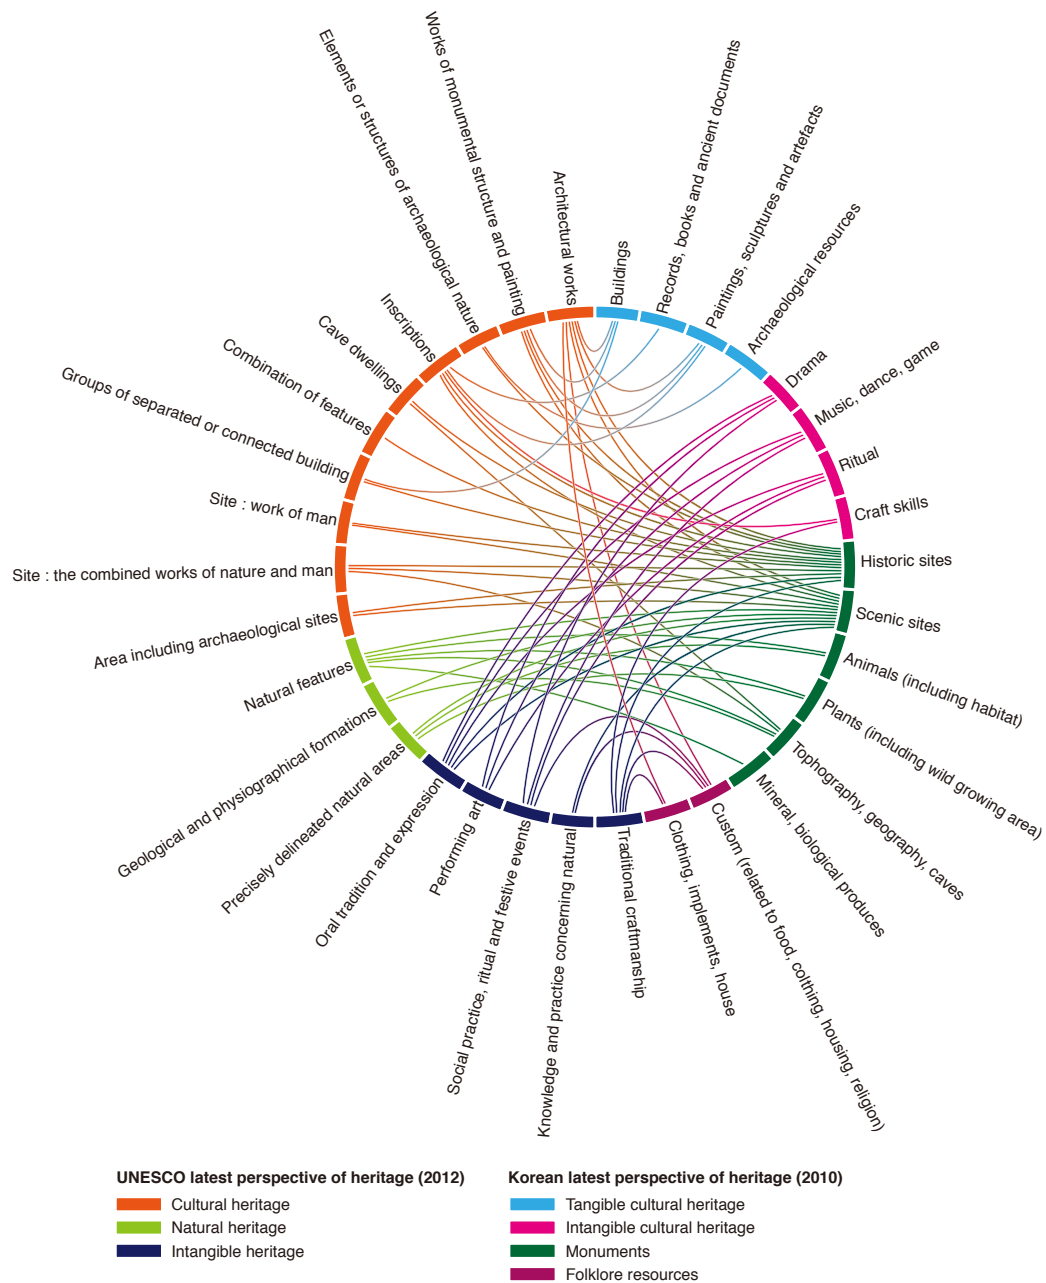 Elements or structures of archaeological nature
Works of monumental structure and painting
Architectural works
Buildings
Records, books and ancient documents
Paintings, sculptures and artefacts
Archaeological resources
Drama
Music, dance, game
Ritual
Craft skills
Historic sites
Scenic sites
Animals (including habitat)
Plants (including wild growing area)
Tophography, geography, caves
Mineral, biological produces
Custom (related to food, colthing, housing, religion)
Clothing, implements, house
Traditional craftmanship
Knowledge and practice concerning natural
Social practice, ritual and festive events
Performing art
Oral tradition and expression
Precisely delineated natural areas
Geological and physiographical formations
Natural features
Area including archaeological sites
Site : the combined works of nature and man
Site : work of man
Groups of separated or connected building
Combination of features
Cave dwellings
Inscriptions
UNESCO latest perspective of heritage (2012)
Cultural heritage
Natural heritage
Intangible heritage
Korean latest perspective of heritage (2010)
Tangible cultural heritage
Intangible cultural heritage
Monuments
Folklore resources